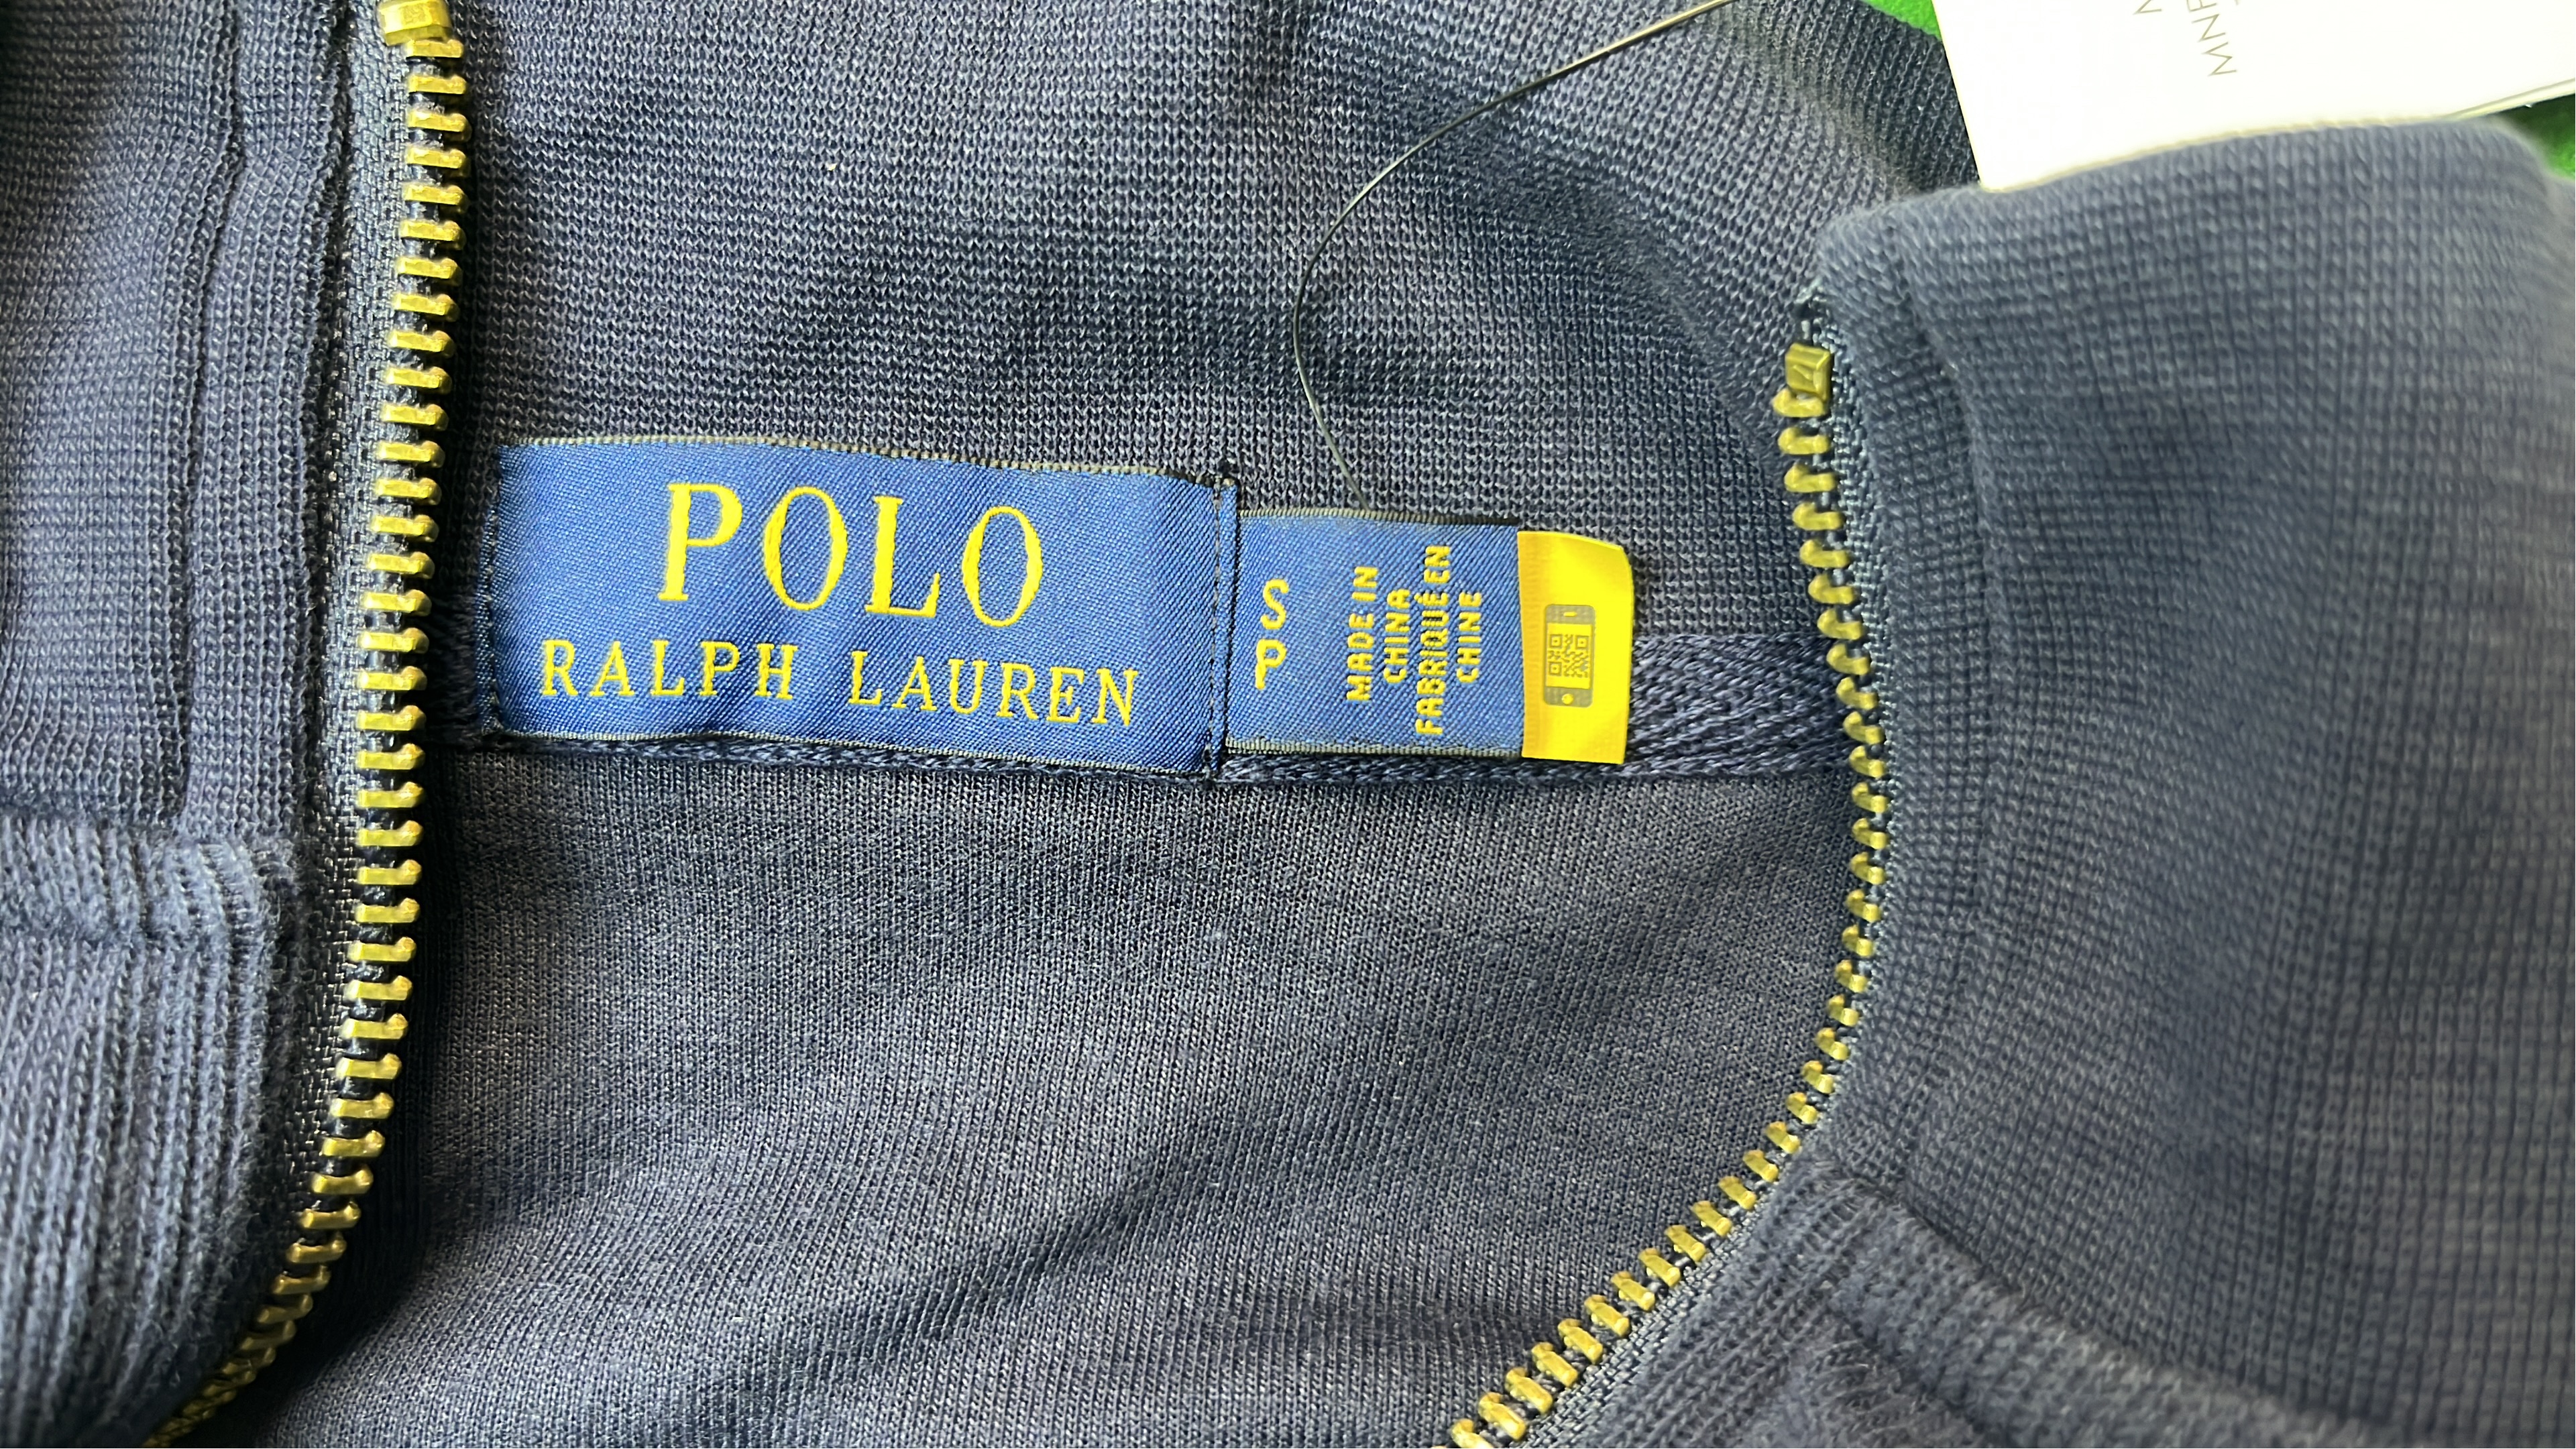 POLO
RALPH LAUREN
S
P
MADE IN
CHINA
FABRIQUÉ EN
CHINE